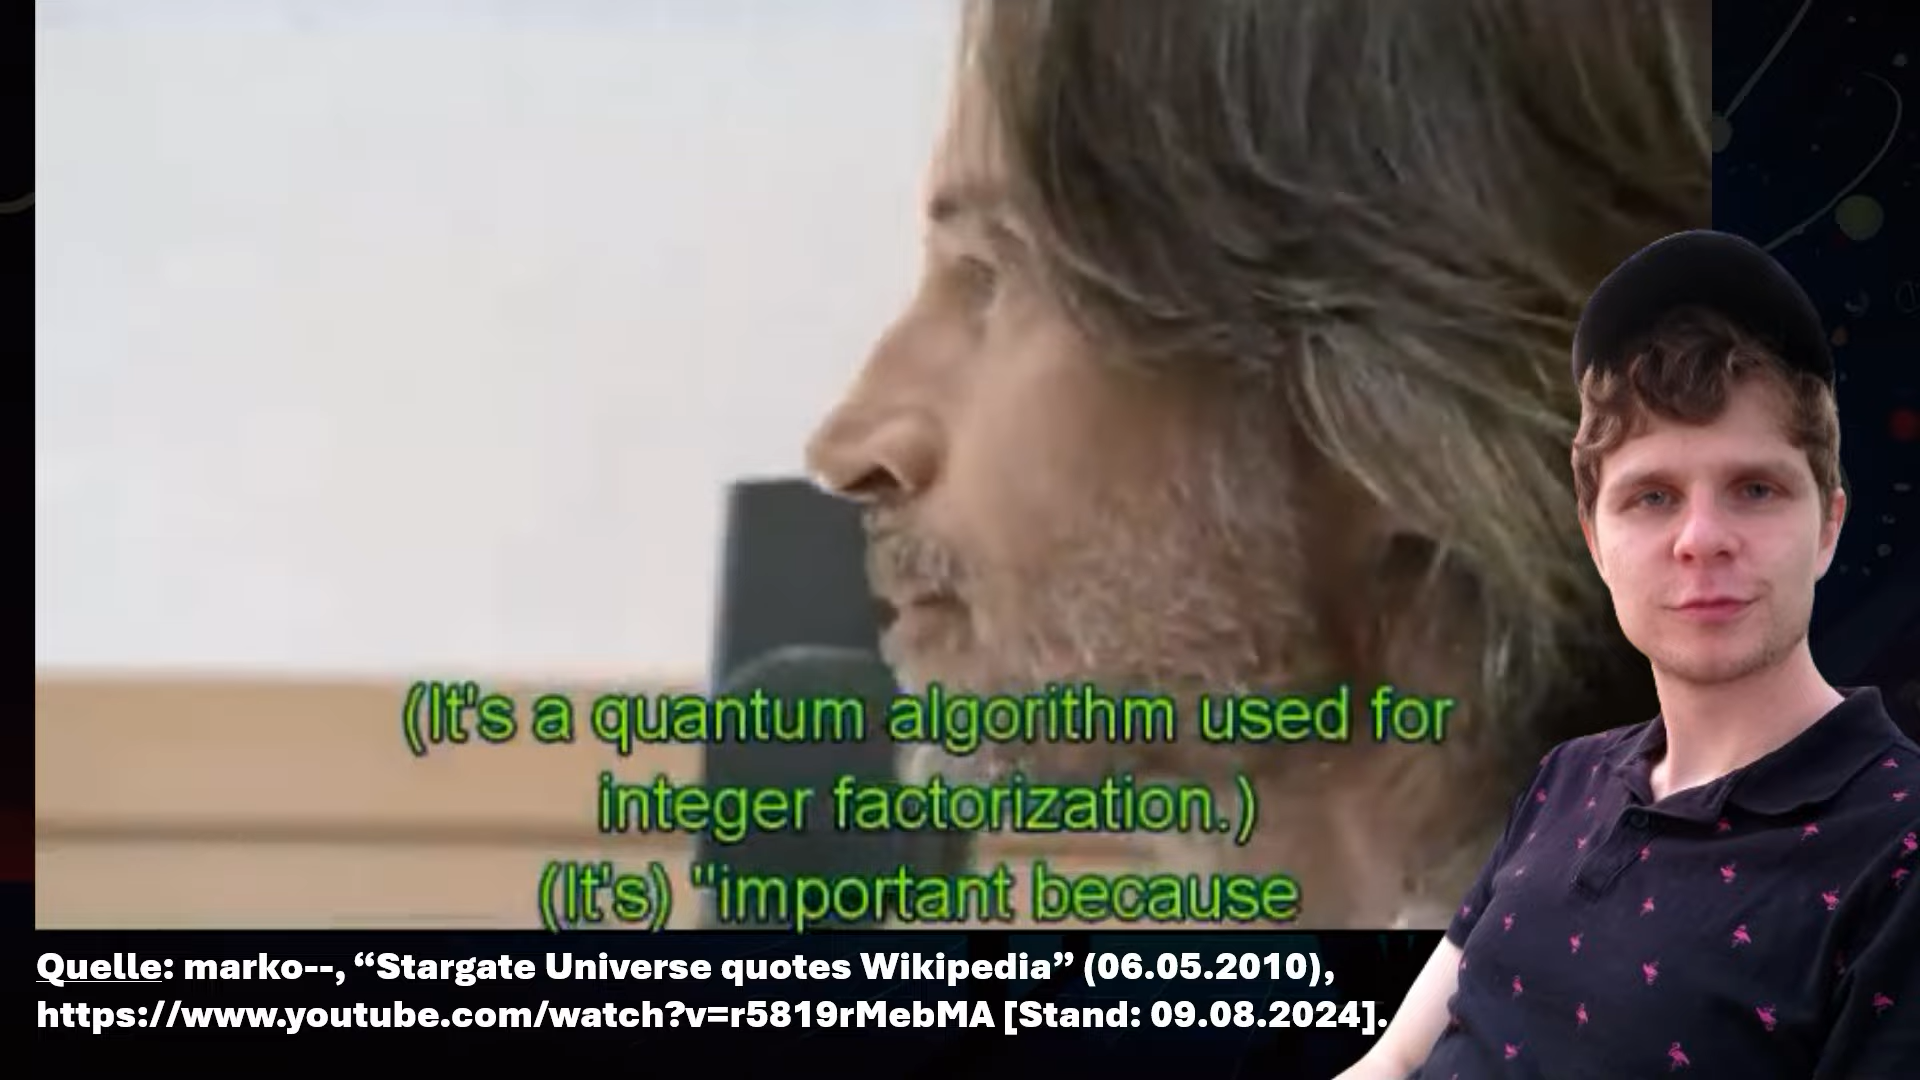 (It's a quantum algorithm used for
integer factorization.)
(It's) "important because
Quelle: marko--, “Stargate Universe quotes Wikipedia” (06.05.2010),
https://www.youtube.com/watch?v=r5819rMebMA [Stand: 09.08.2024].